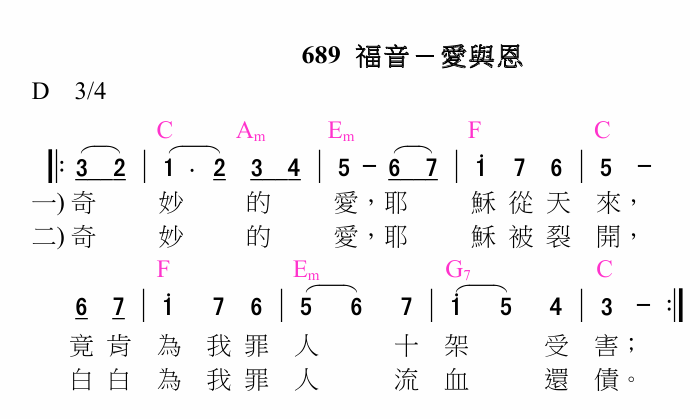 689 福音－愛與恩
D 3/4
C Am Em F C
3 2 | 1 . 2 3 4 | 5 - 6 7 | i 7 6 | 5 -
一) 奇 妙 的 愛，耶 穌 從 天 來，
二) 奇 妙 的 愛，耶 穌 被 裂 開，
F Em G7 C
6 7 | i 7 6 | 5 6 7 | i 5 4 | 3 -
竟 肯 為 我 罪 人 十 架 受 害；
白 白 為 我 罪 人 流 血 還 債。